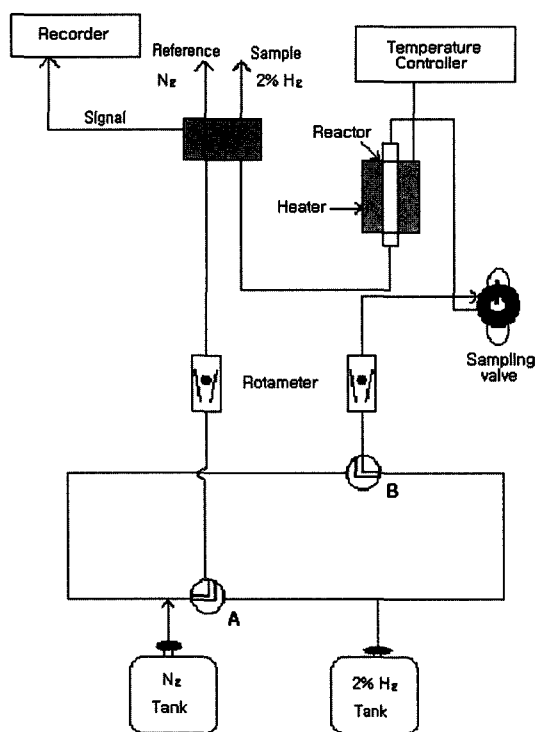 Recorder
Reference
N₂
Sample
2% H₂
Temperature
Controller
Signal
Reactor
Heater
Sampling
valve
Rotameter
B
A
N₂
Tank
2% H₂
Tank